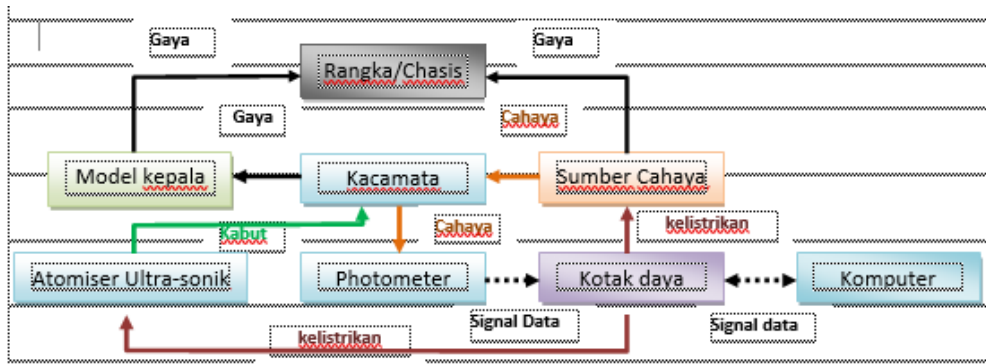 Gaya
Gaya
Rangka/Chasis
Gaya
Cahaya
Model kepala
Kacamata
Sumber Cahaya
Kabut
Cahaya
kelistrikan
Atomiser Ultra-sonik
Photometer
Kotak daya
Komputer
Signal Data
Signal data
kelistrikan